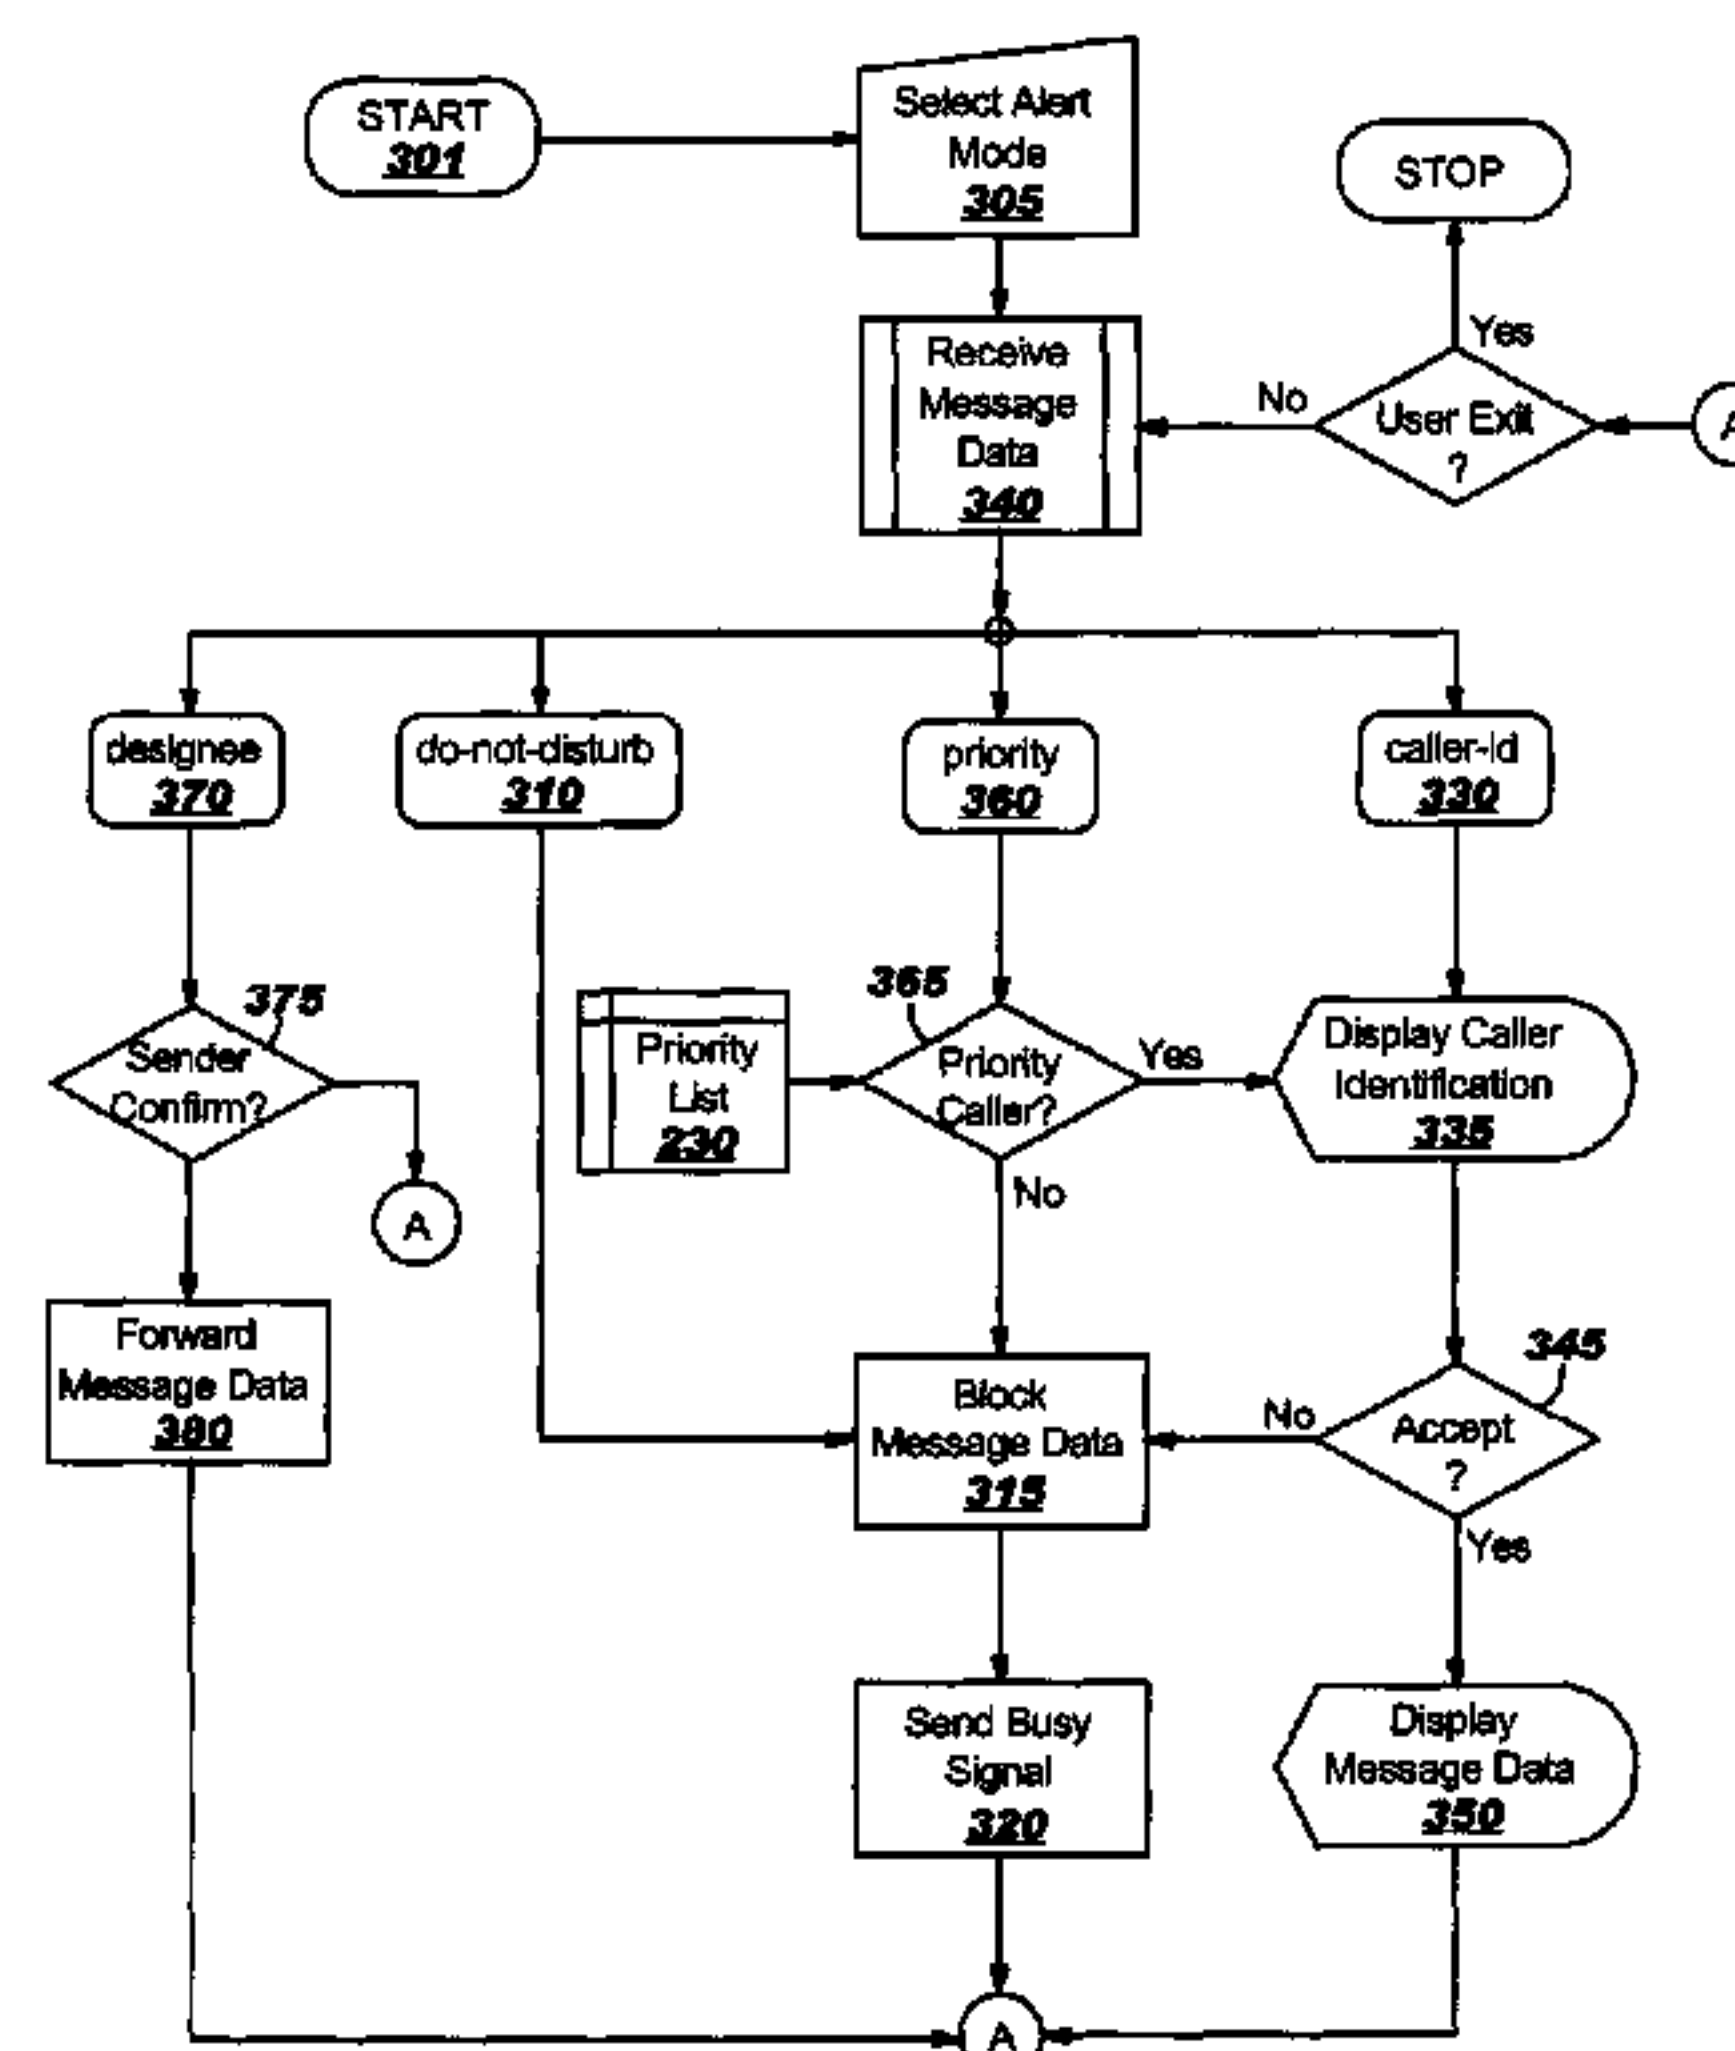 START
301
Select Alert
Mode
305
STOP
Yes
Receive
Message
Data
340
No
User Exit
?
A
designee
370
do-not-disturb
310
priority
360
caller-id
330
375
Sender
Confirm?
A
Priority
List
230
365
Priority
Caller?
Yes
No
Display Caller
Identification
335
Forward
Message Data
380
Block
Message Data
315
No
345
Accept
?
Yes
Send Busy
Signal
320
Display
Message Data
350
A